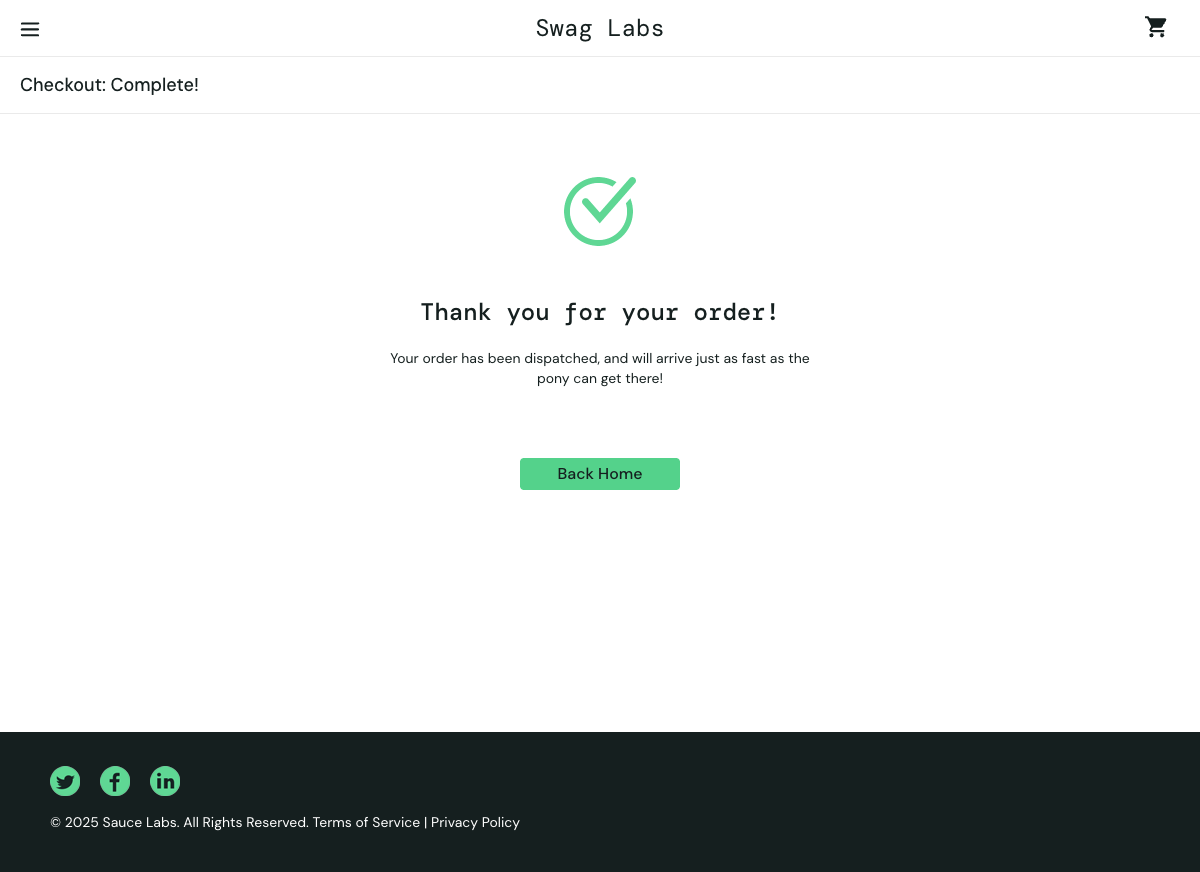 Swag Labs
Checkout: Complete!
Thank you for your order!
Your order has been dispatched, and will arrive just as fast as the
pony can get there!
Back Home
© 2025 Sauce Labs. All Rights Reserved. Terms of Service | Privacy Policy